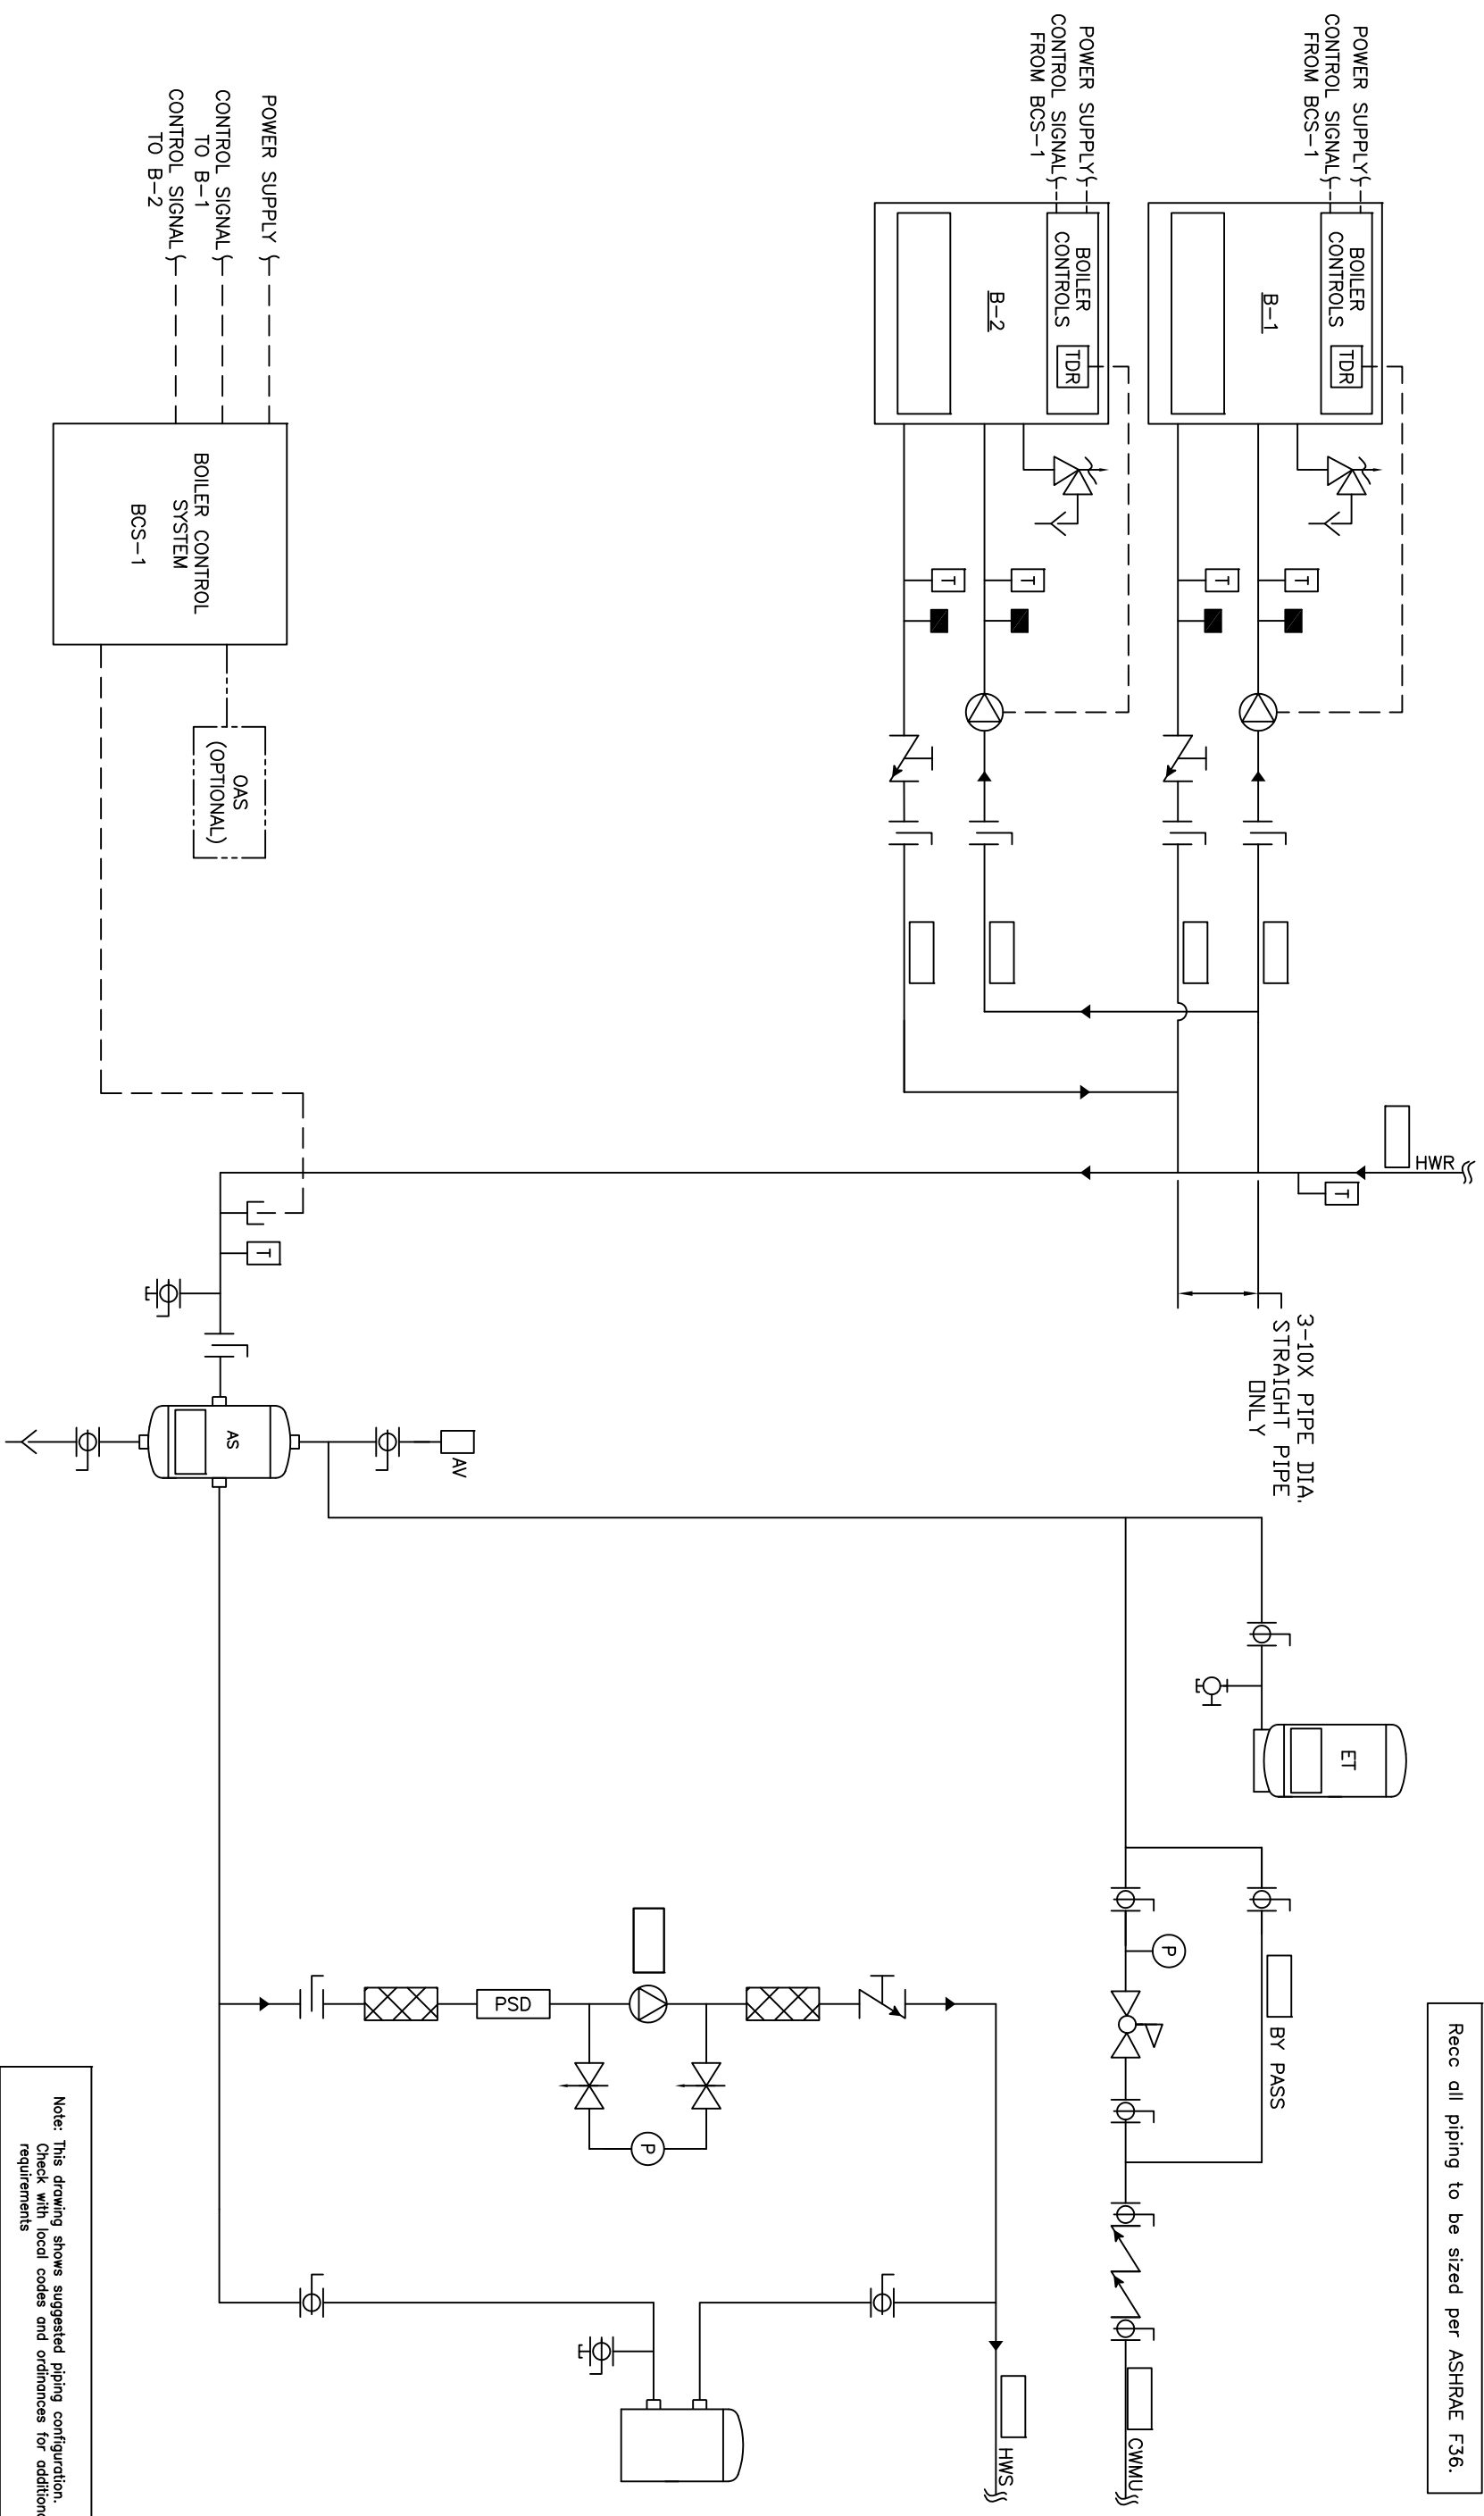 Recc all piping to be sized per ASHRAE F36.
POWER SUPPLY
CONTROL SIGNAL
FROM BCS-1
BOILER
CONTROLS
TDR
B-1
T
T
POWER SUPPLY
CONTROL SIGNAL
FROM BCS-1
BOILER
CONTROLS
TDR
B-2
T
T
HWR
T
3-10X PIPE DIA.
STRAIGHT PIPE
ONLY
ET
BY PASS
P
CWMU
HWS
POWER SUPPLY
CONTROL SIGNAL
TO B-1
CONTROL SIGNAL
TO B-2
BOILER CONTROL
SYSTEM
BCS-1
OAS
(OPTIONAL)
T
AV
AS
PSD
P
Note: This drawing shows suggested piping configuration.
Check with local codes and ordinances for
requirements